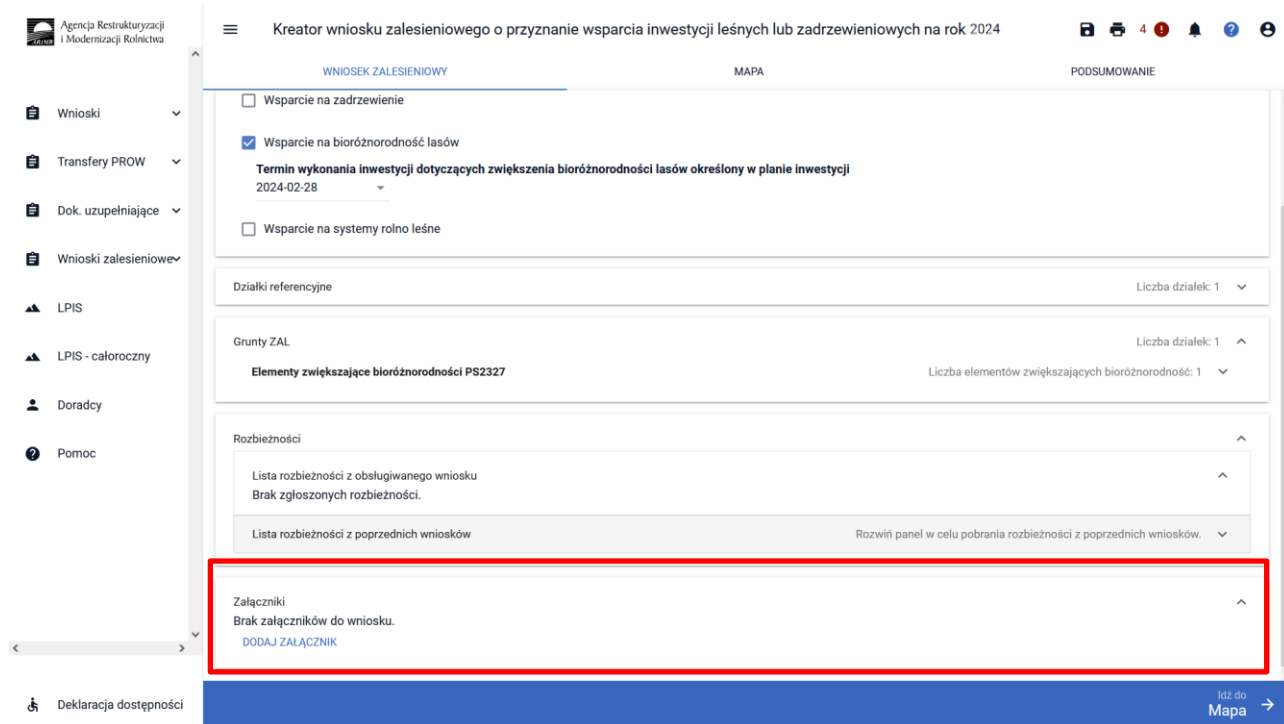 Agencja Restrukturyzacji
i Modernizacji Rolnictwa
ARiMR
Kreator wniosku zalesieniowego o przyznanie wsparcia inwestycji leśnych lub zadrzewieniowych na rok 2024
4
WNIOSEK ZALESIENIOWY
MAPA
PODSUMOWANIE
Wnioski
Transfery PROW
Dok. uzupełniające
Wnioski zalesieniowe
LPIS
LPIS - całoroczny
Doradcy
Pomoc
Deklaracja dostępności
Wsparcie na zadrzewienie
Wsparcie na bioróżnorodność lasów
Termin wykonania inwestycji dotyczących zwiększenia bioróżnorodności lasów określony w planie inwestycji
2024-02-28
Wsparcie na systemy rolno leśne
Działki referencyjne Liczba działek: 1
Grunty ZAL Liczba działek: 1
Elementy zwiększające bioróżnorodności PS2327 Liczba elementów zwiększających bioróżnorodność: 1
Rozbieżności
Lista rozbieżności z obsługiwanego wniosku
Brak zgłoszonych rozbieżności.
Lista rozbieżności z poprzednich wniosków Rozwiń panel w celu pobrania rozbieżności z poprzednich wniosków.
Załączniki
Brak załączników do wniosku.
DODAJ ZAŁĄCZNIK
Idź do
Mapa